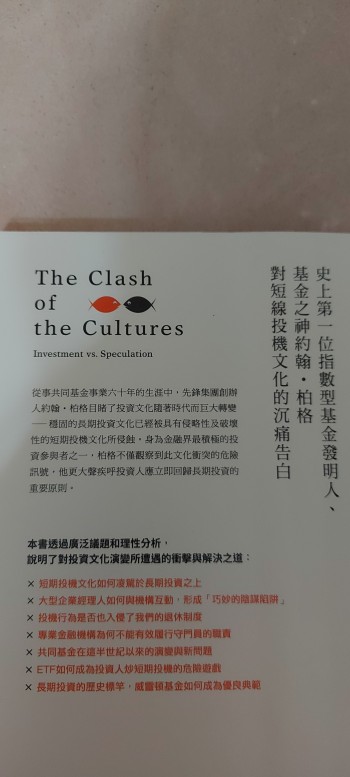 The Clash
of
the Cultures
Investment vs. Speculation
史上第一位指數型基金發明人、
基金之神約翰・柏格
對短線投機文化的沉痛告白
從事共同基金事業六十年的生涯中，先鋒集團創辦
人約翰・柏格目睹了投資文化隨著時代而巨大轉變
── 穩固的長期投資文化已經被具有侵略性及破壞
性的短期投機文化所侵蝕。身為金融界最積極的投
資參與者之一，柏格不僅觀察到此文化衝突的危險
訊號，他更大聲疾呼投資人應立即回歸長期投資的
重要原則。
本書透過廣泛議題和理性分析，
說明了對投資文化演變所遭遇的衝擊與解決之道：
× 短期投機文化如何凌駕於長期投資之上
× 大型企業經理人如何與機構互動，形成「巧妙的陰謀陷阱」
× 投機行為是否也入侵了我們的退休制度
× 專業金融機構為何不能有效履行守門員的職責
× 共同基金在這半世紀以來的演變與新問題
× ETF如何成為投資人炒短期投機的危險遊戲
× 長期投資的歷史標竿，威靈頓基金如何成為優良典範